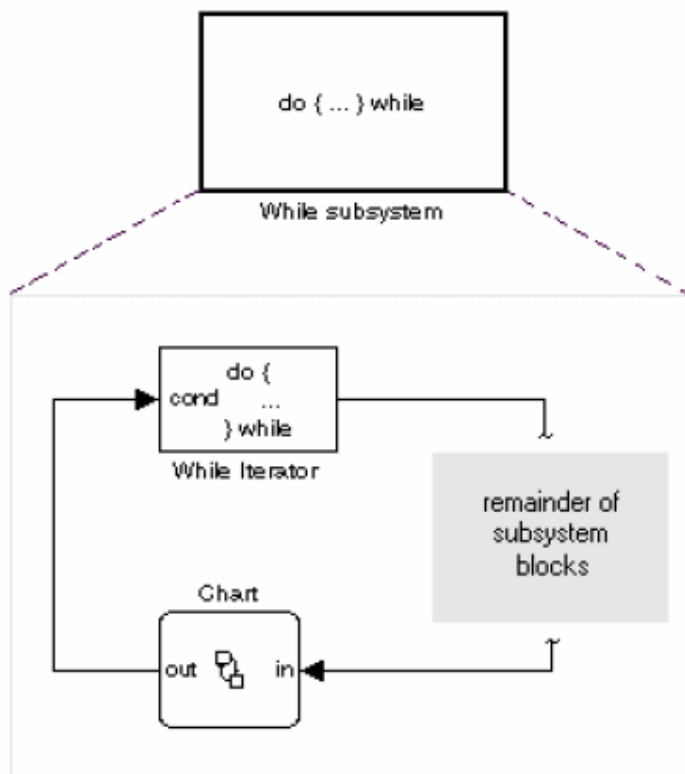 do { ... } while
While subsystem
do {
cond ...
} while
While Iterator
remainder of
subsystem
blocks
Chart
out in